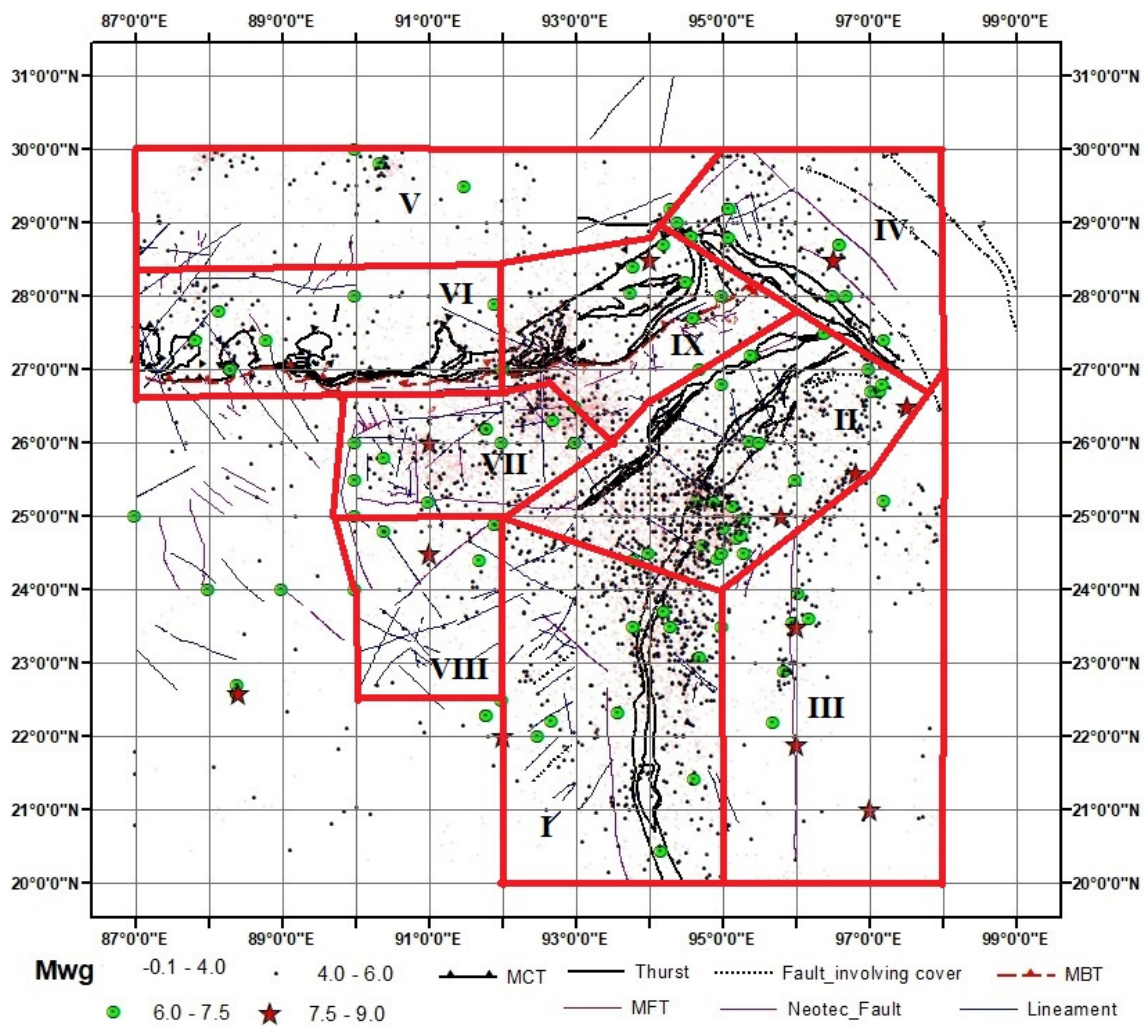 87°0'0"E 89°0'0"E 91°0'0"E 93°0'0"E 95°0'0"E 97°0'0"E 99°0'0"E
31°0'0"N 31°0'0"N
30°0'0"N 30°0'0"N
V
29°0'0"N IV 29°0'0"N
28°0'0"N VI 28°0'0"N
IX
27°0'0"N 27°0'0"N
II
26°0'0"N VII 26°0'0"N
25°0'0"N 25°0'0"N
24°0'0"N 24°0'0"N
23°0'0"N VIII 23°0'0"N
III
22°0'0"N 22°0'0"N
21°0'0"N I 21°0'0"N
20°0'0"N 20°0'0"N
87°0'0"E 89°0'0"E 91°0'0"E 93°0'0"E 95°0'0"E 97°0'0"E 99°0'0"E
Mwg -0.1 - 4.0 4.0 - 6.0 MCT Thurst Fault_involving cover MBT
6.0 - 7.5 7.5 - 9.0 MFT Neotec_Fault Lineament